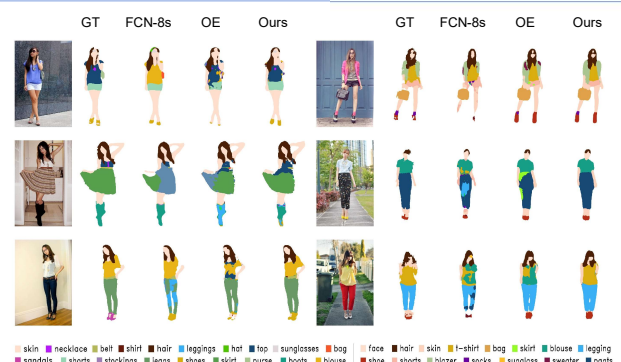 GT FCN-8s OE Ours GT FCN-8s OE Ours
skin necklace belt shirt hair leggings hat top sunglasses bag face hair skin t-shirt bag skirt blouse legging
sandals shorts stockings jeans shoes skirt purse boots blouse shoe shorts blazer socks sunglass sweater pants